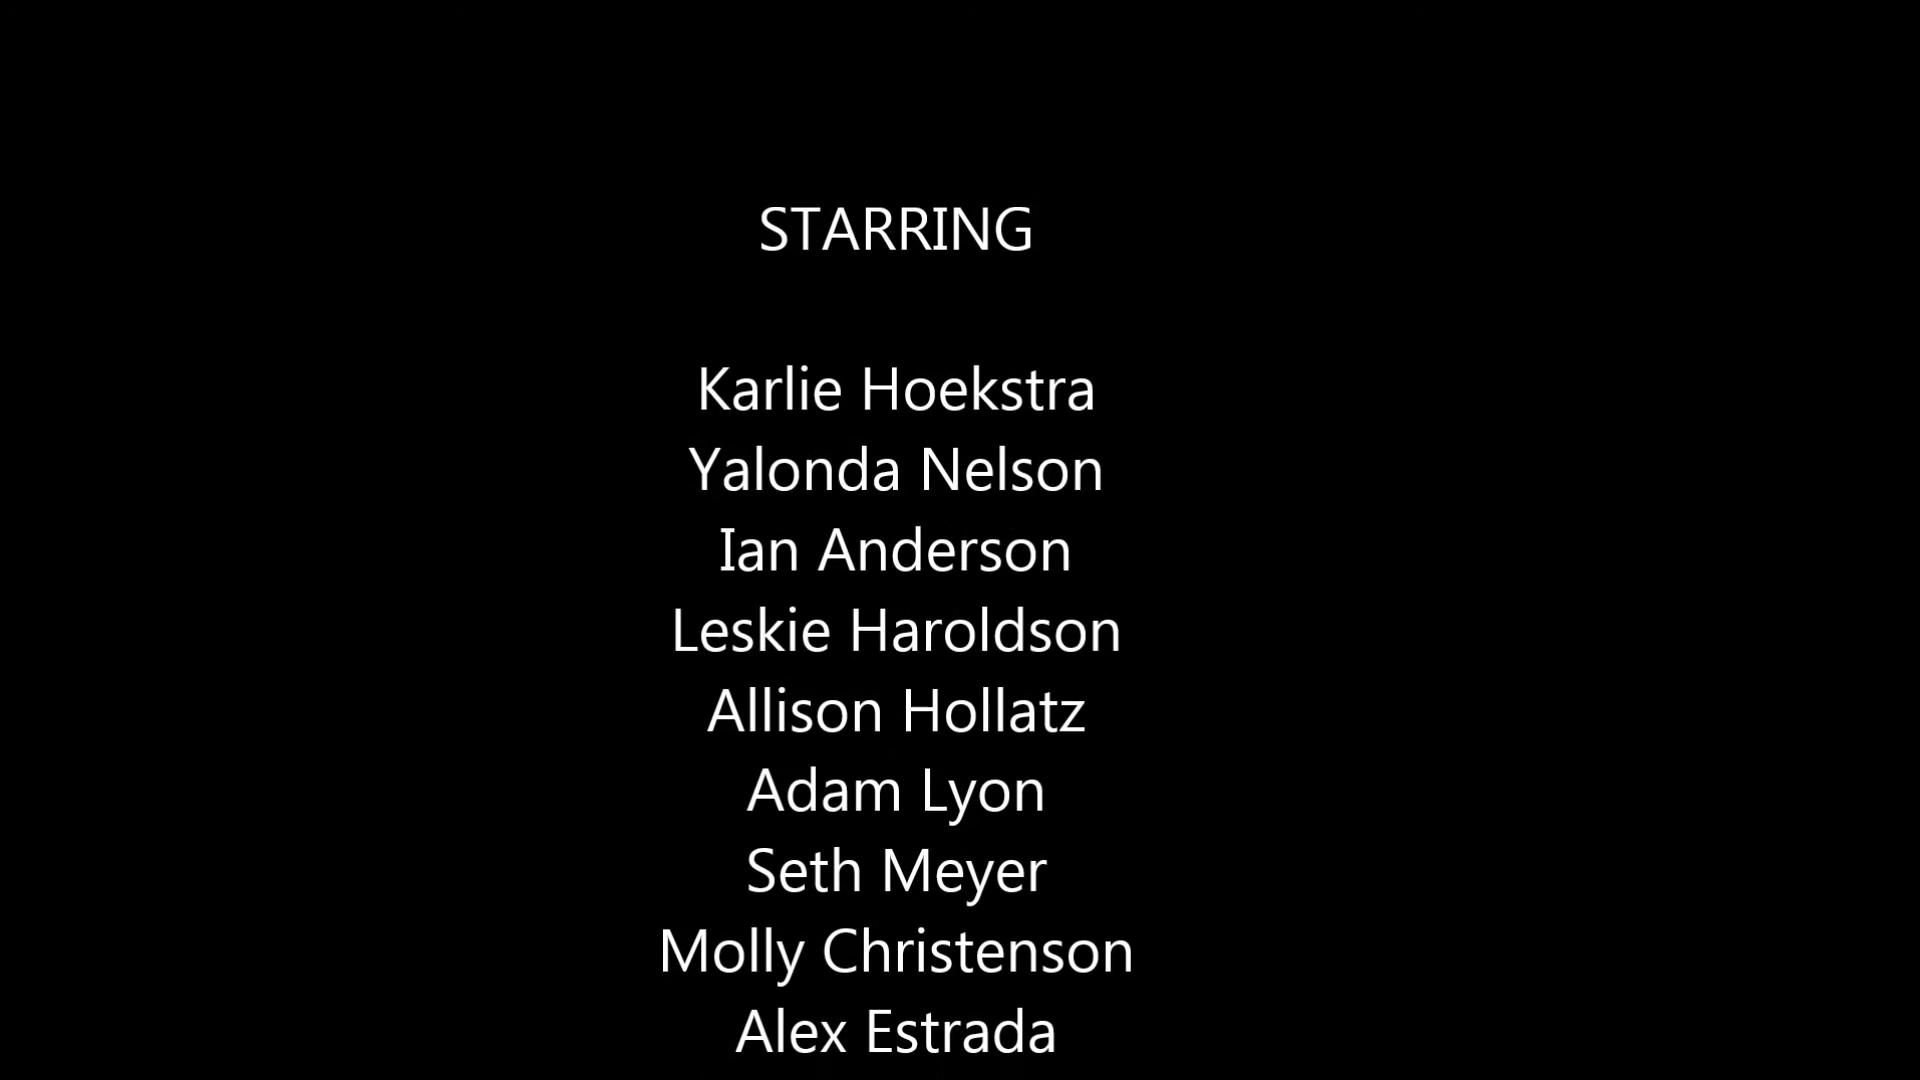 STARRING
Karlie Hoekstra
Yalonda Nelson
Ian Anderson
Leskie Haroldson
Allison Hollatz
Adam Lyon
Seth Meyer
Molly Christenson
Alex Estrada